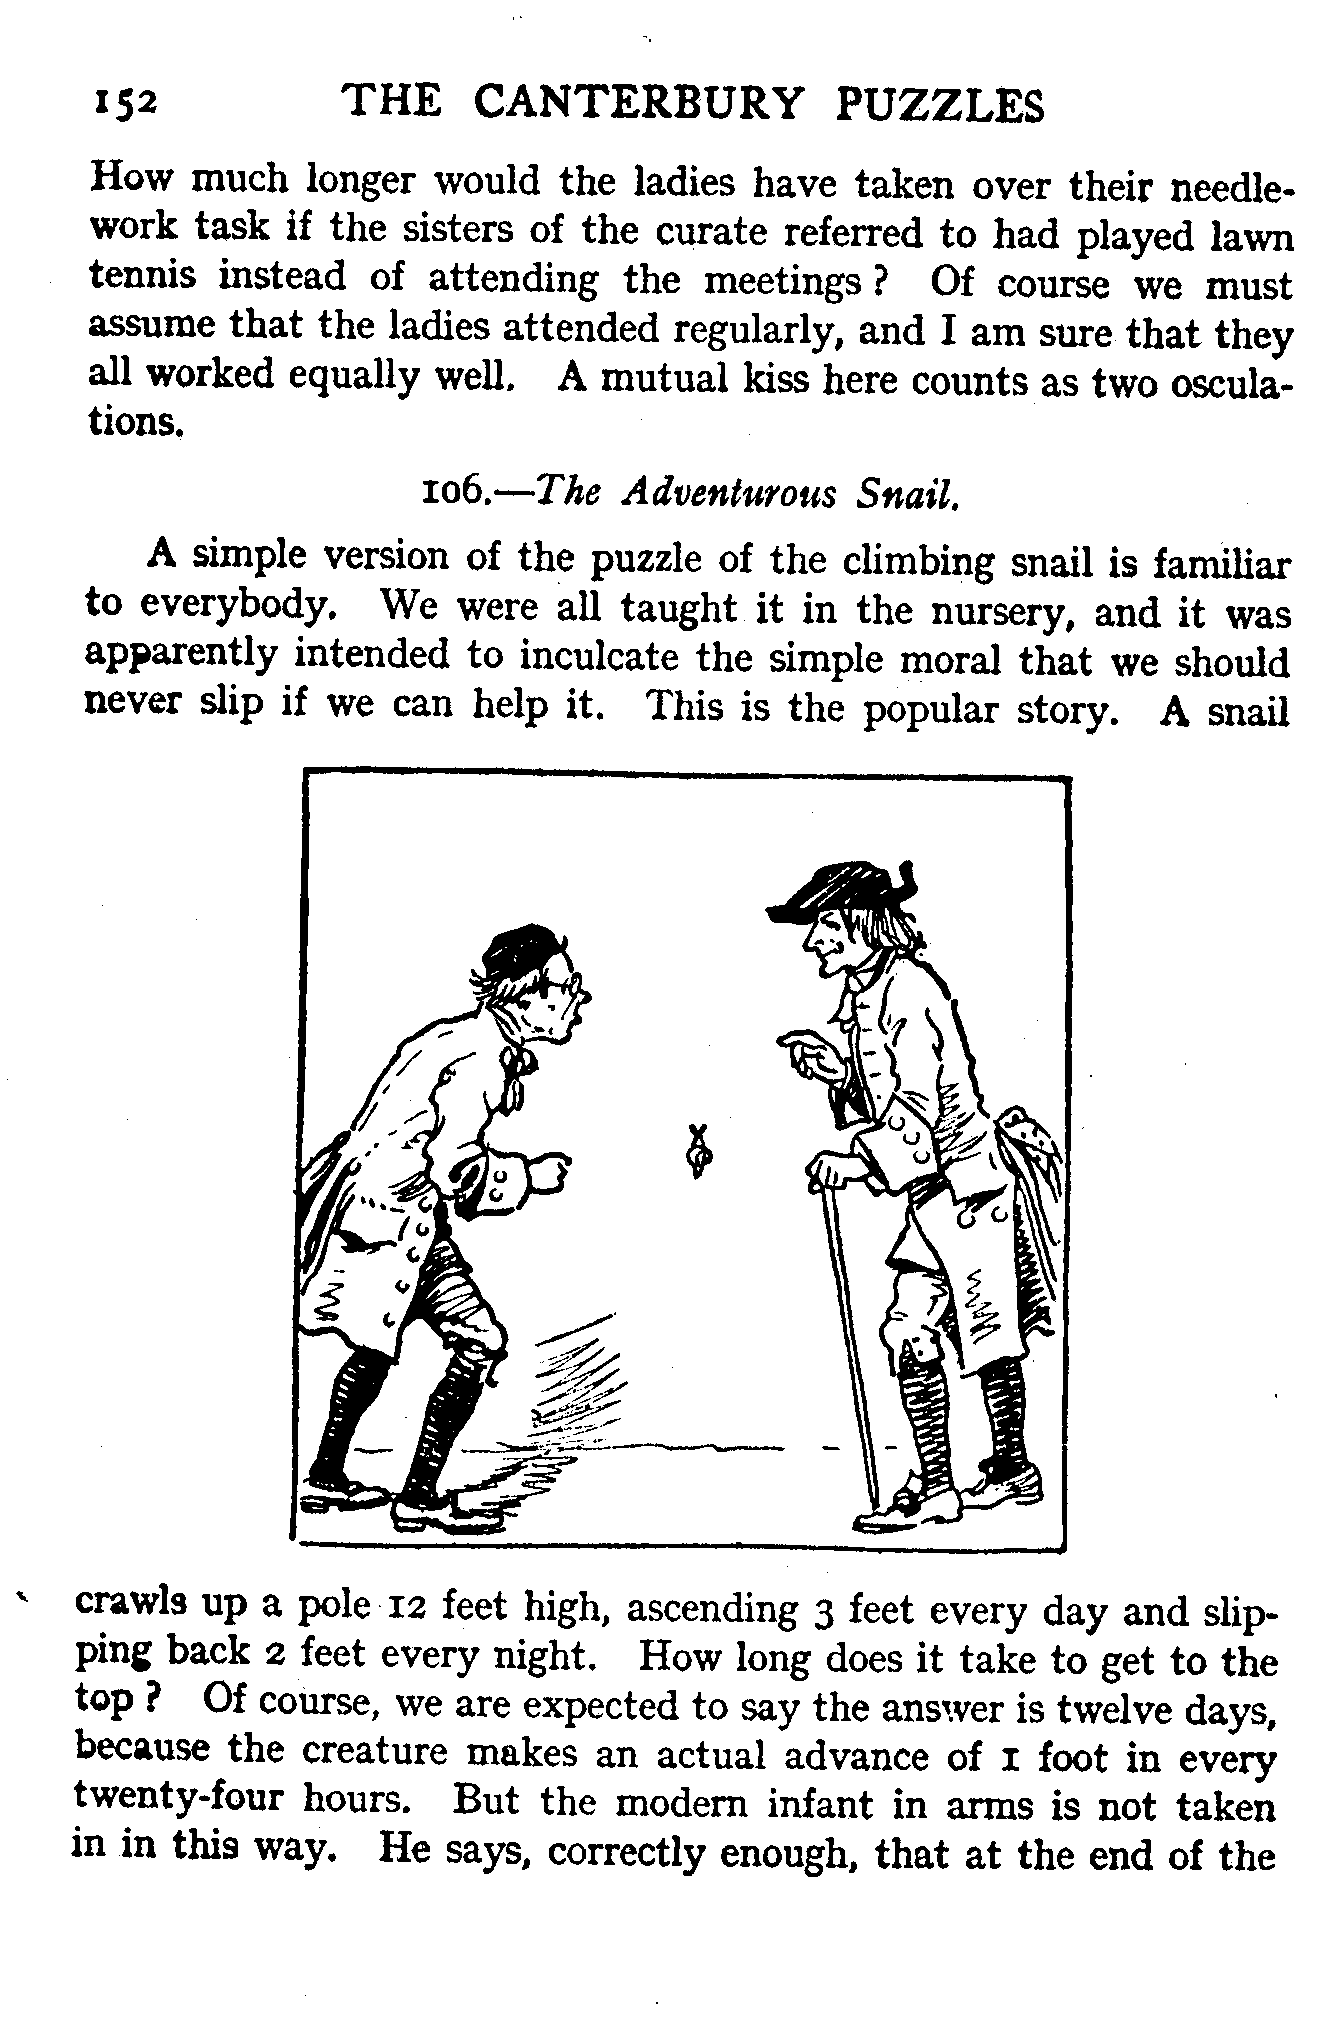 152 THE CANTERBURY PUZZLES
How much longer would the ladies have taken over their needle-
work task if the sisters of the curate referred to had played lawn
tennis instead of attending the meetings ? Of course we must
assume that the ladies attended regularly, and I am sure that they
all worked equally well. A mutual kiss here counts as two oscula-
tions.
106.—The Adventurous Snail.
A simple version of the puzzle of the climbing snail is familiar
to everybody. We were all taught it in the nursery, and it was
apparently intended to inculcate the simple moral that we should
never slip if we can help it. This is the popular story. A snail
crawls up a pole 12 feet high, ascending 3 feet every day and slip-
ping back 2 feet every night. How long does it take to get to the
top ? Of course, we are expected to say the answer is twelve days,
because the creature makes an actual advance of 1 foot in every
twenty-four hours. But the modern infant in arms is not taken
in in this way. He says, correctly enough, that at the end of the